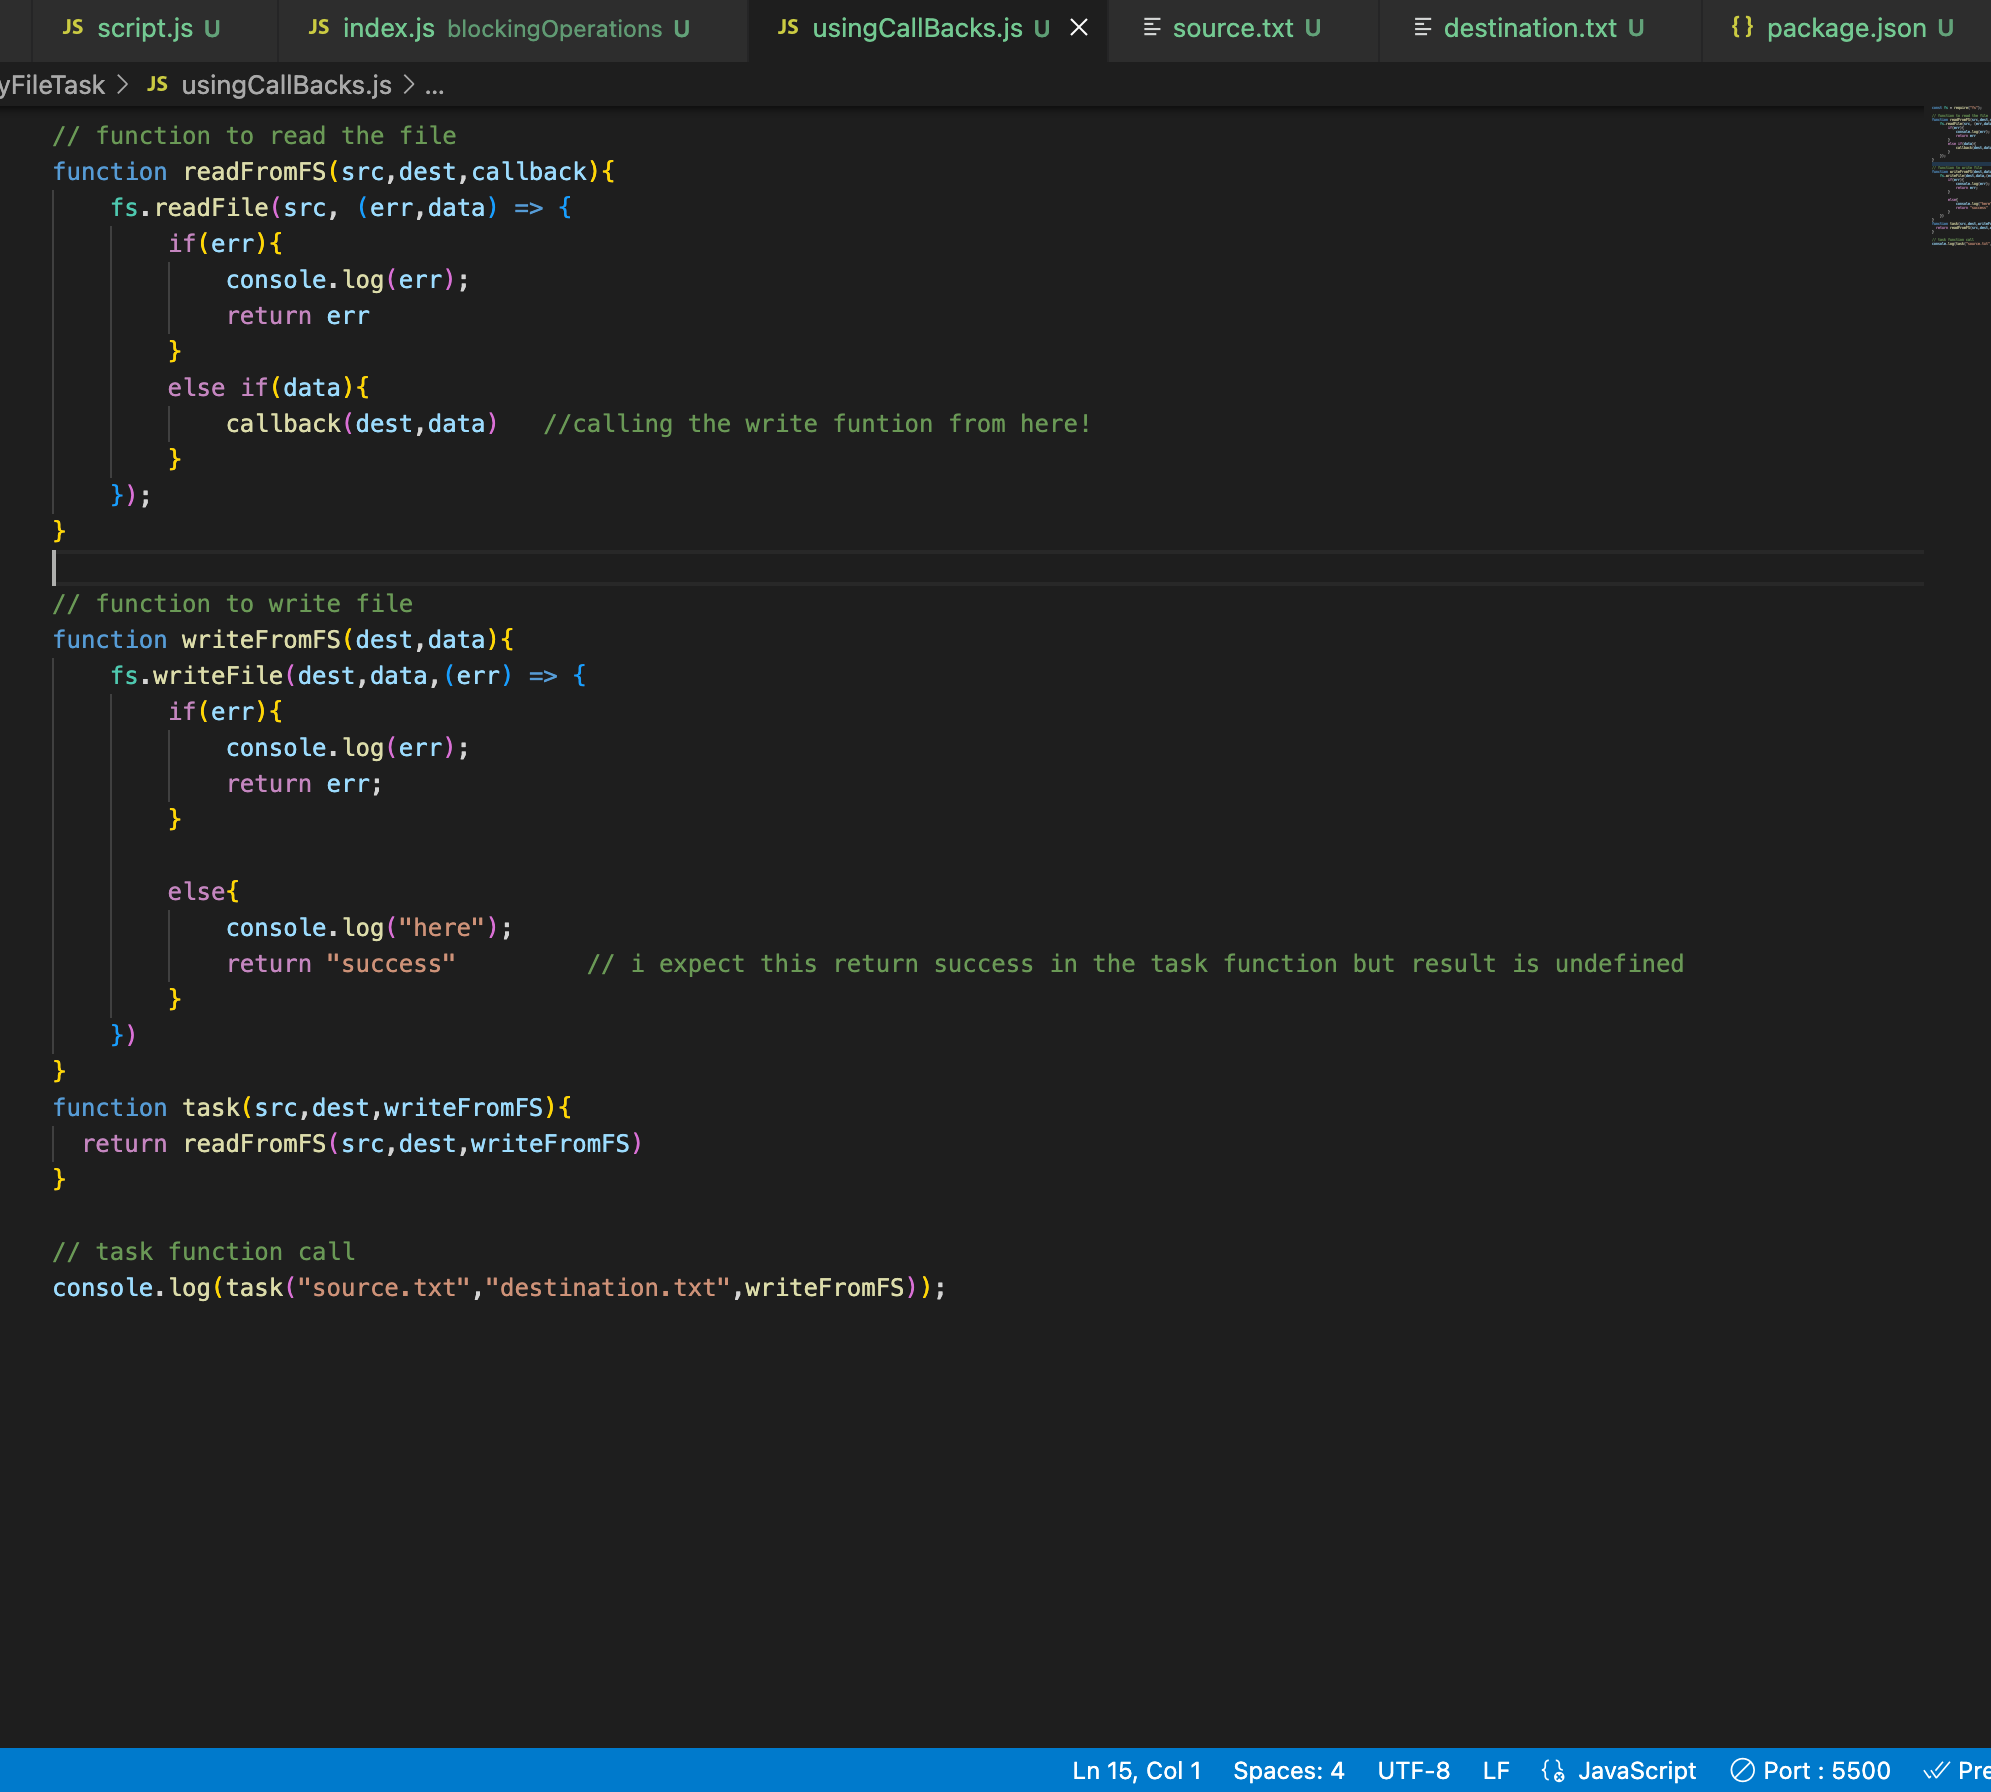 JS script.js U JS index.js blockingOperations U JS usingCallBacks.js U source.txt U destination.txt U {} package.json U
yFileTask > JS usingCallBacks.js > ...
// function to read the file
function readFromFS(src,dest,callback){
fs.readFile(src, (err,data) => {
if(err){
console.log(err);
return err
}
else if(data){
callback(dest,data)   //calling the write funtion from here!
}
});
}
// function to write file
function writeFromFS(dest,data){
fs.writeFile(dest,data,(err) => {
if(err){
console.log(err);
return err;
}
else{
console.log("here");
return "success"         // i expect this return success in the task function but result is undefined
}
})
}
function task(src,dest,writeFromFS){
return readFromFS(src,dest,writeFromFS)
}
// task function call
console.log(task("source.txt","destination.txt",writeFromFS));
Ln 15, Col 1 Spaces: 4 UTF-8 LF JavaScript Port : 5500 Pre